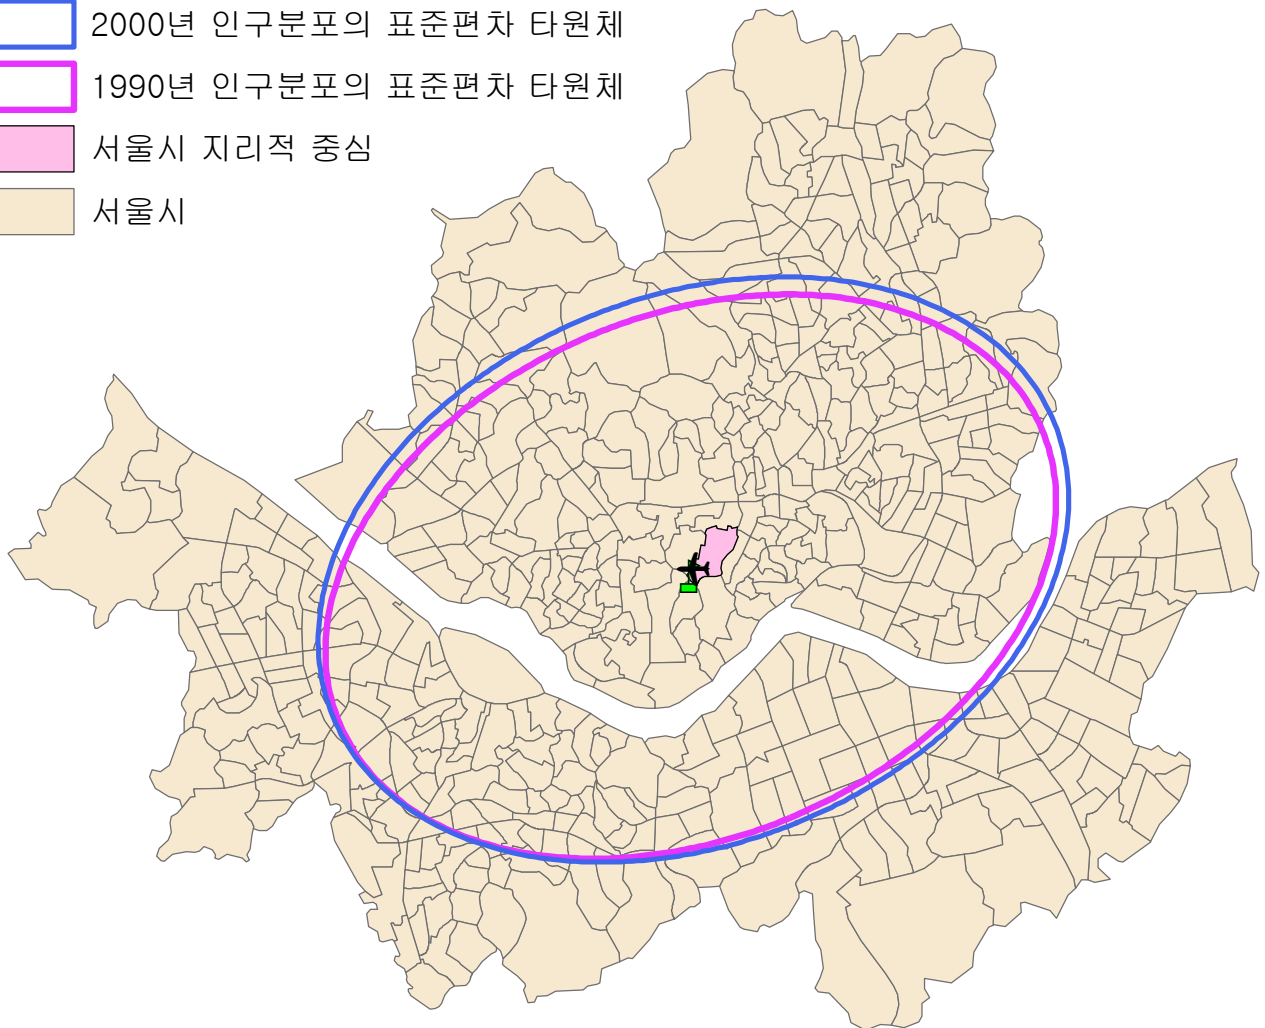 2000년 인구분포의 표준편차 타원체
1990년 인구분포의 표준편차 타원체
서울시 지리적 중심
서울시